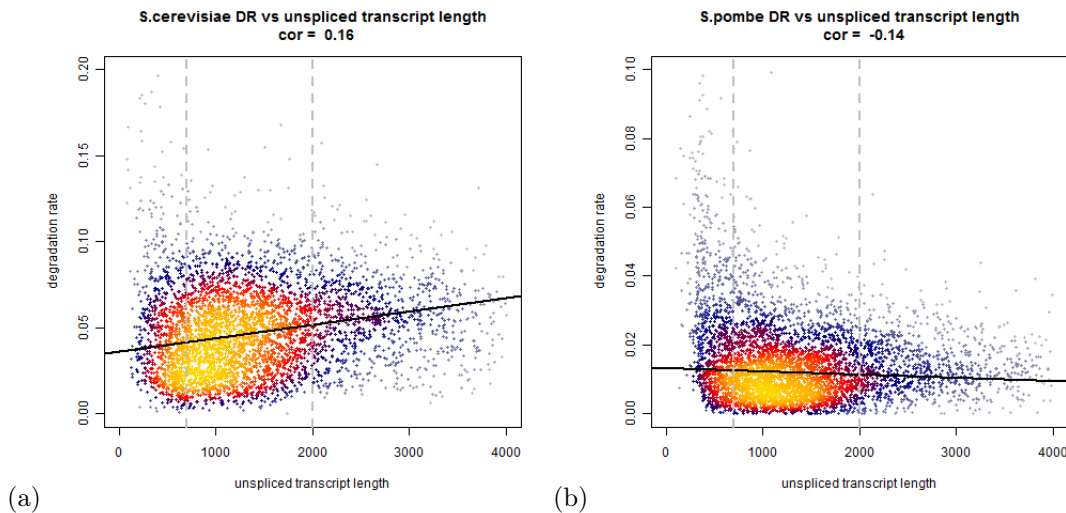 S.cerevisiae DR vs unspliced transcript length
cor = 0.16
degradation rate
0.00
0.05
0.10
0.15
0.20
0
1000
2000
3000
4000
unspliced transcript length
(a)
S.pombe DR vs unspliced transcript length
cor = -0.14
degradation rate
0.00
0.02
0.04
0.06
0.08
0.10
0
1000
2000
3000
4000
unspliced transcript length
(b)